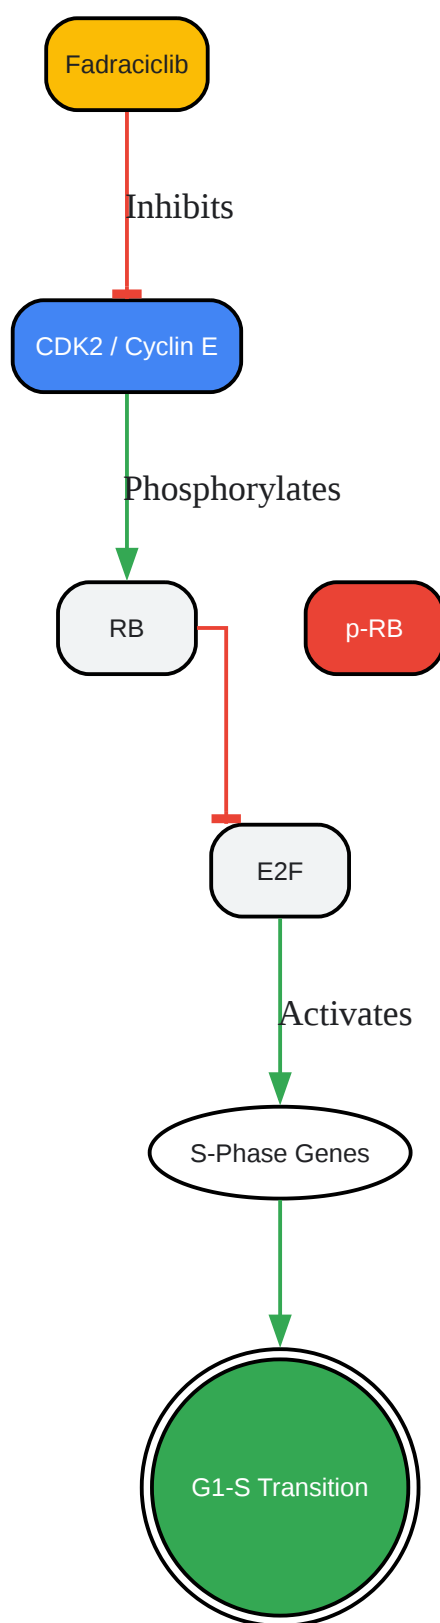 Fadraciclib
Inhibits
CDK2 / Cyclin E
Phosphorylates
RB
p-RB
E2F
Activates
S-Phase Genes
G1-S Transition